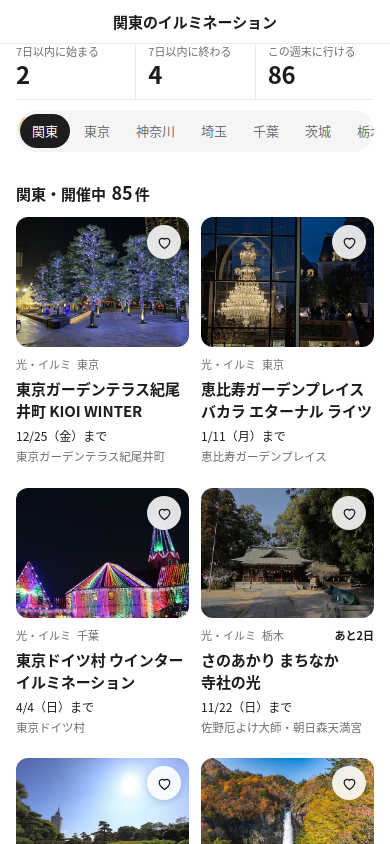 関東のイルミネーション
7日以内に始まる
2
7日以内に終わる
4
この週末に行ける
86
関東 東京 神奈川 埼玉 千葉 茨城
関東・開催中 85件
光・イルミ 東京
東京ガーデンテラス紀尾
井町 KIOI WINTER
12/25（金）まで
東京ガーデンテラス紀尾井町
光・イルミ 東京
恵比寿ガーデンプレイス
バカラ エターナル ライツ
1/11（月）まで
恵比寿ガーデンプレイス
光・イルミ 千葉
東京ドイツ村 ウインター
イルミネーション
4/4（日）まで
東京ドイツ村
光・イルミ 栃木 あと2日
さのあかり まちなか
寺社の光
11/22（日）まで
佐野厄よけ大師・朝日森天満宮